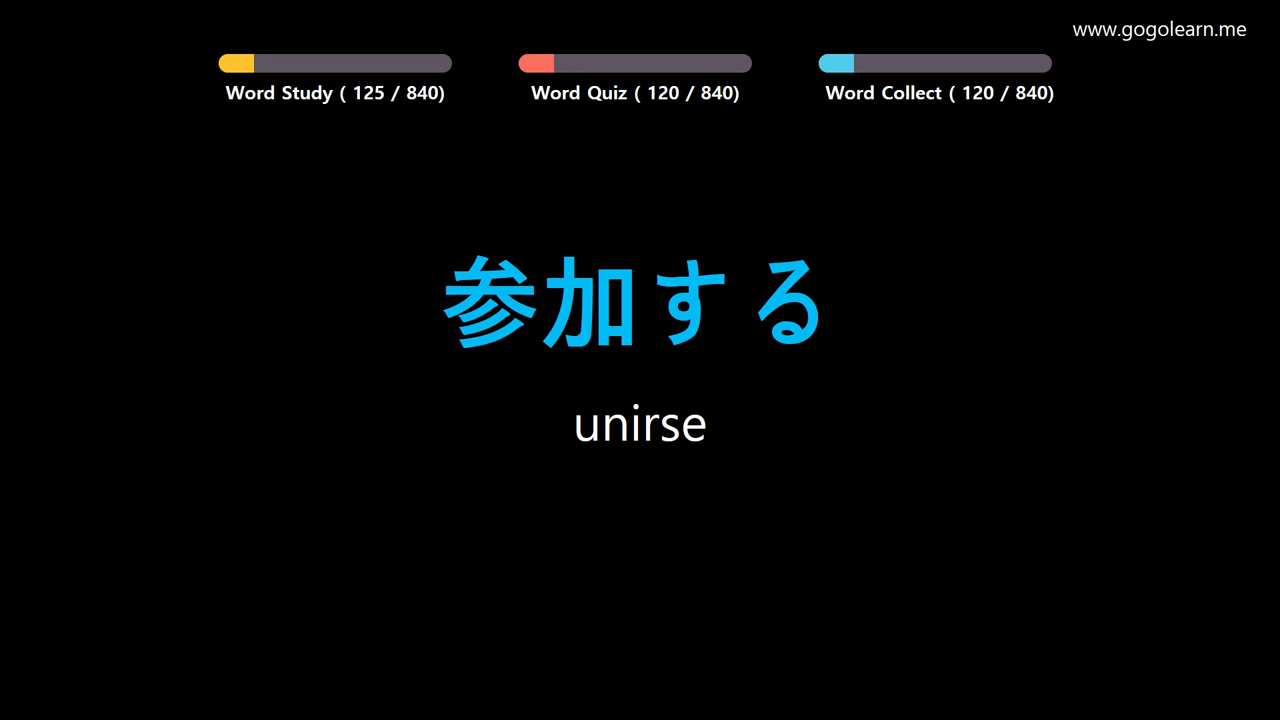 www.gogolearn.me
Word Study ( 125 / 840)
Word Quiz ( 120 / 840)
Word Collect ( 120 / 840)
参加する
unirse